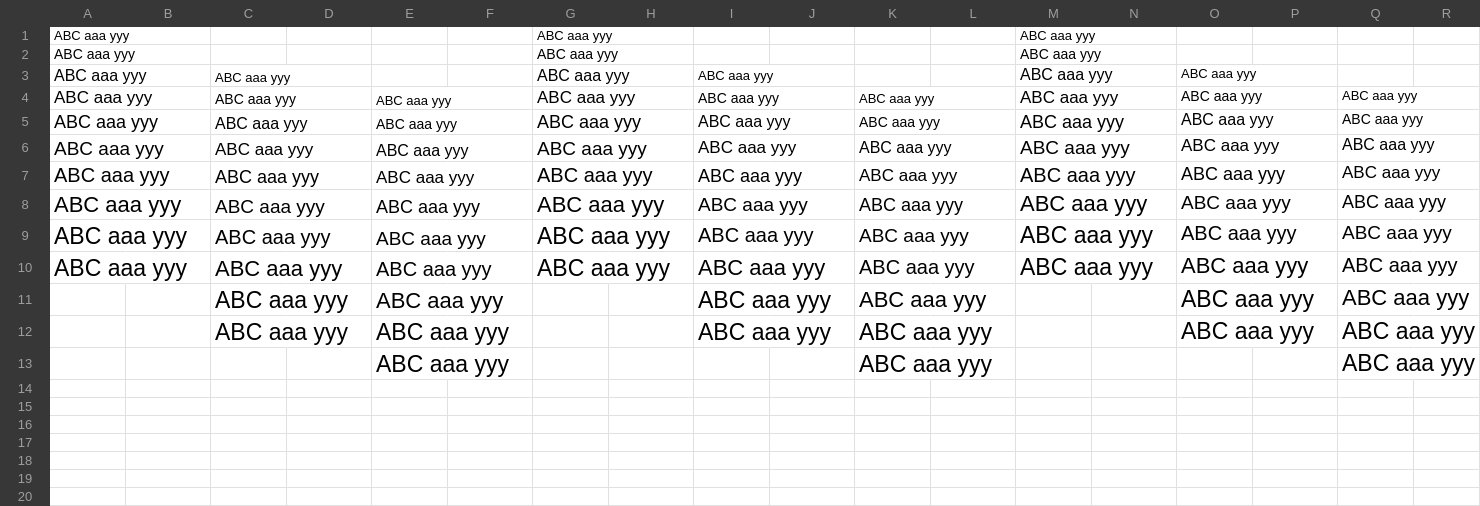 A B C D E F G H I J K L M N O P Q R
1 ABC aaa yyy ABC aaa yyy ABC aaa yyy
2 ABC aaa yyy ABC aaa yyy ABC aaa yyy
3 ABC aaa yyy ABC aaa yyy ABC aaa yyy ABC aaa yyy ABC aaa yyy ABC aaa yyy
4 ABC aaa yyy ABC aaa yyy ABC aaa yyy ABC aaa yyy ABC aaa yyy ABC aaa yyy ABC aaa yyy ABC aaa yyy ABC aaa yyy
5 ABC aaa yyy ABC aaa yyy ABC aaa yyy ABC aaa yyy ABC aaa yyy ABC aaa yyy ABC aaa yyy ABC aaa yyy ABC aaa yyy
6 ABC aaa yyy ABC aaa yyy ABC aaa yyy ABC aaa yyy ABC aaa yyy ABC aaa yyy ABC aaa yyy ABC aaa yyy ABC aaa yyy
7 ABC aaa yyy ABC aaa yyy ABC aaa yyy ABC aaa yyy ABC aaa yyy ABC aaa yyy ABC aaa yyy ABC aaa yyy ABC aaa yyy
8 ABC aaa yyy ABC aaa yyy ABC aaa yyy ABC aaa yyy ABC aaa yyy ABC aaa yyy ABC aaa yyy ABC aaa yyy ABC aaa yyy
9 ABC aaa yyy ABC aaa yyy ABC aaa yyy ABC aaa yyy ABC aaa yyy ABC aaa yyy ABC aaa yyy ABC aaa yyy ABC aaa yyy
10 ABC aaa yyy ABC aaa yyy ABC aaa yyy ABC aaa yyy ABC aaa yyy ABC aaa yyy ABC aaa yyy ABC aaa yyy ABC aaa yyy
11 ABC aaa yyy ABC aaa yyy ABC aaa yyy ABC aaa yyy ABC aaa yyy ABC aaa yyy
12 ABC aaa yyy ABC aaa yyy ABC aaa yyy ABC aaa yyy ABC aaa yyy ABC aaa yyy
13 ABC aaa yyy ABC aaa yyy ABC aaa yyy
14
15
16
17
18
19
20